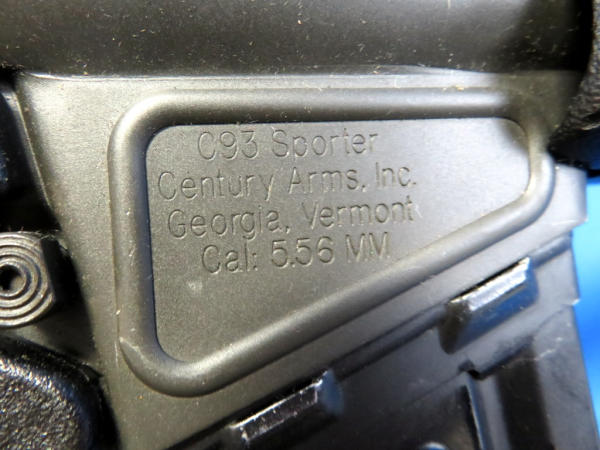 C93 Sporter
Century Arms, Inc.
Georgia, Vermont
Cal: 5.56 MM